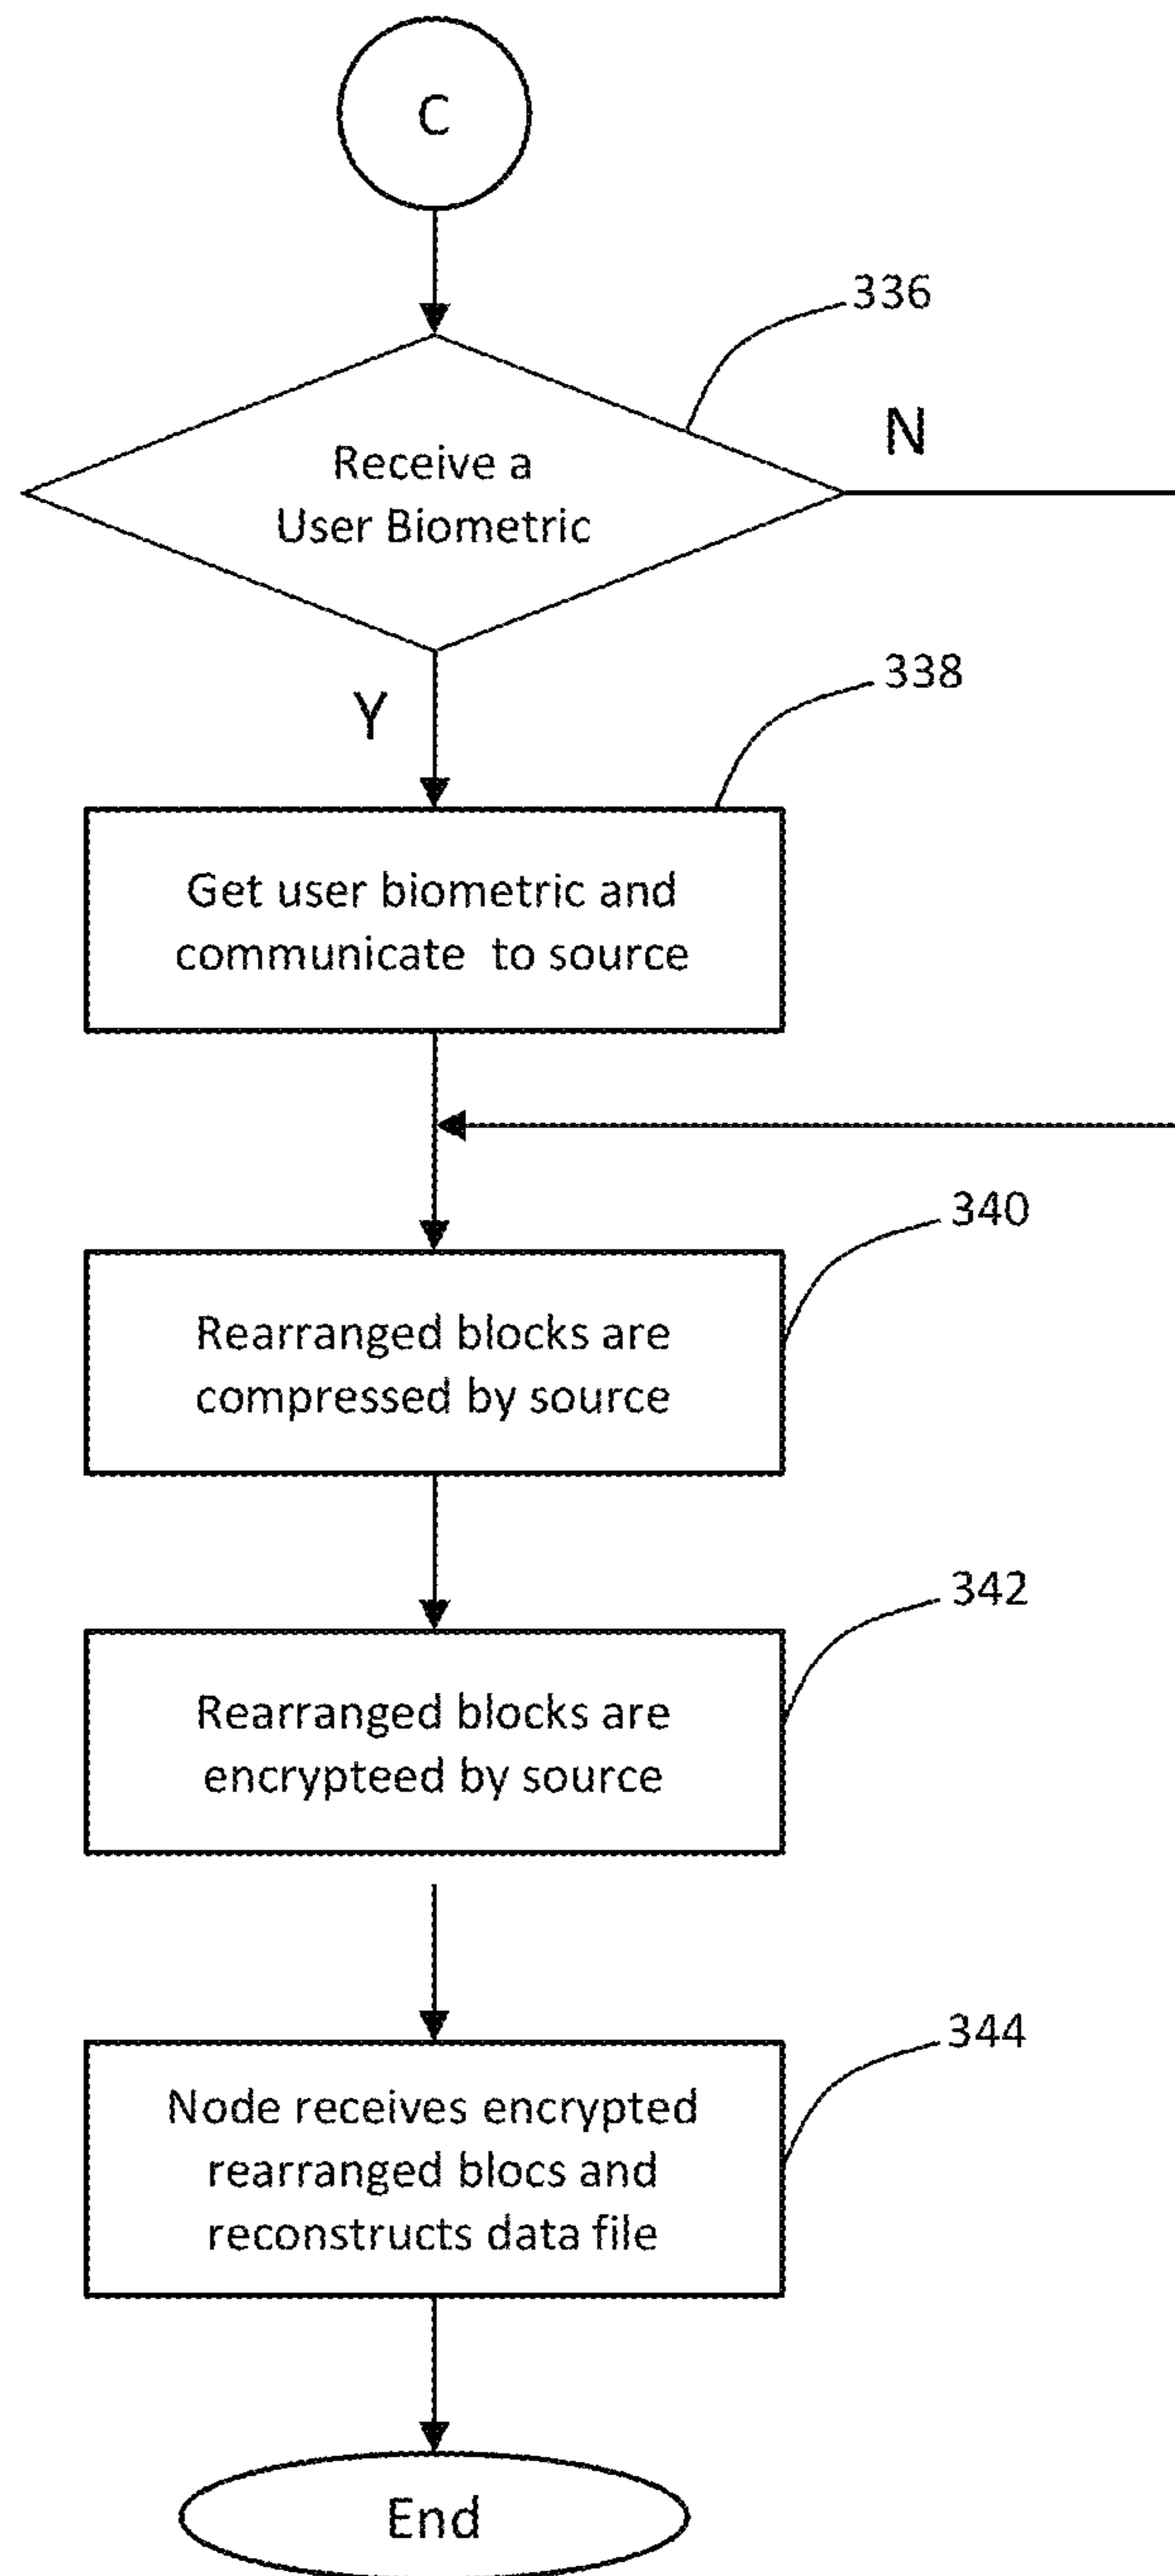 C
336
N
Receive a
User Biometric
338
Y
Get user biometric and
communicate to source
340
Rearranged blocks are
compressed by source
342
Rearranged blocks are
encrypteed by source
344
Node receives encrypted
rearranged blocs and
reconstructs data file
End